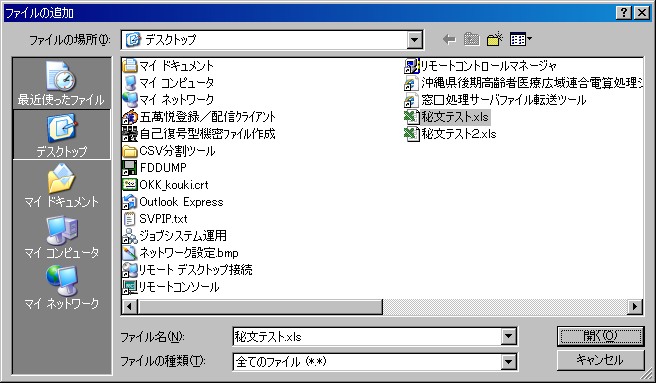 ファイルの追加
ファイルの場所(I):
デスクトップ
最近使ったファイル
デスクトップ
マイ ドキュメント
マイ コンピュータ
マイ ネットワーク
マイ ドキュメント
マイ コンピュータ
マイ ネットワーク
五萬悦登録／配信クライアント
自己復号型機密ファイル作成
CSV分割ツール
FDDUMP
OKK_kouki.crt
Outlook Express
SVPIP.txt
ジョブシステム運用
ネットワーク設定.bmp
リモート デスクトップ接続
リモートコンソール
リモートコントロールマネージャ
沖縄県後期高齢者医療広域連合電算処理シ
窓口処理サーバファイル転送ツール
秘文テスト.xls
秘文テスト2.xls
ファイル名(N):
秘文テスト.xls
開く(O)
ファイルの種類(T):
全てのファイル (*.*)
キャンセル